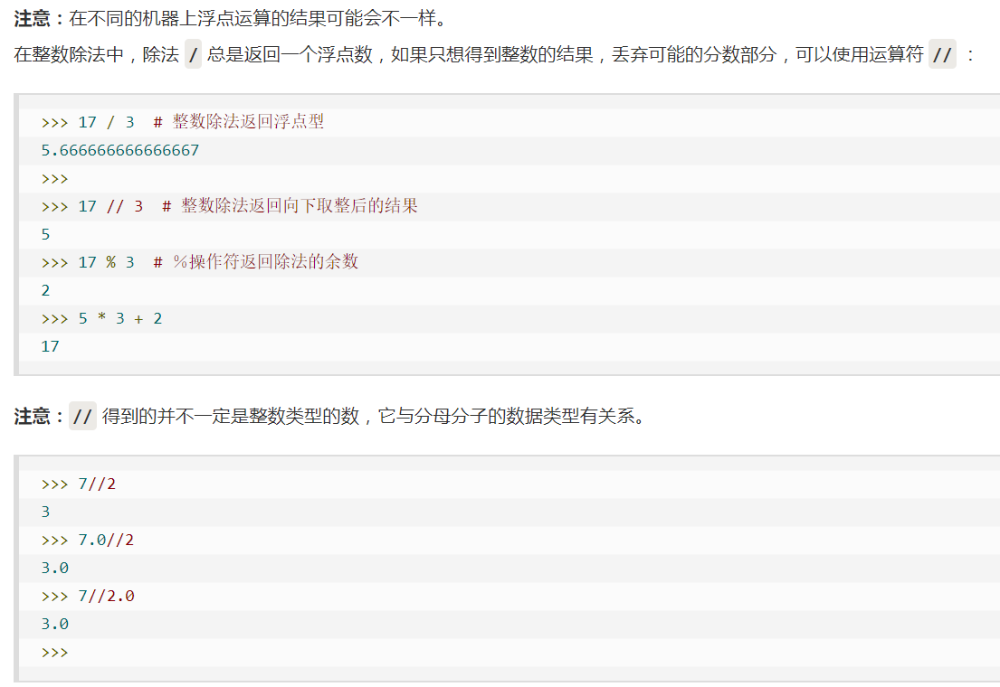 注意：在不同的机器上浮点运算的结果可能会不一样。
在整数除法中，除法 / 总是返回一个浮点数，如果只想得到整数的结果，丢弃可能的分数部分，可以使用运算符 // ：
>>> 17 / 3  # 整数除法返回浮点型
5.666666666666667
>>>
>>> 17 // 3  # 整数除法返回向下取整后的结果
5
>>> 17 % 3  # %操作符返回除法的余数
2
>>> 5 * 3 + 2
17
注意：// 得到的并不一定是整数类型的数，它与分母分子的数据类型有关系。
>>> 7//2
3
>>> 7.0//2
3.0
>>> 7//2.0
3.0
>>>